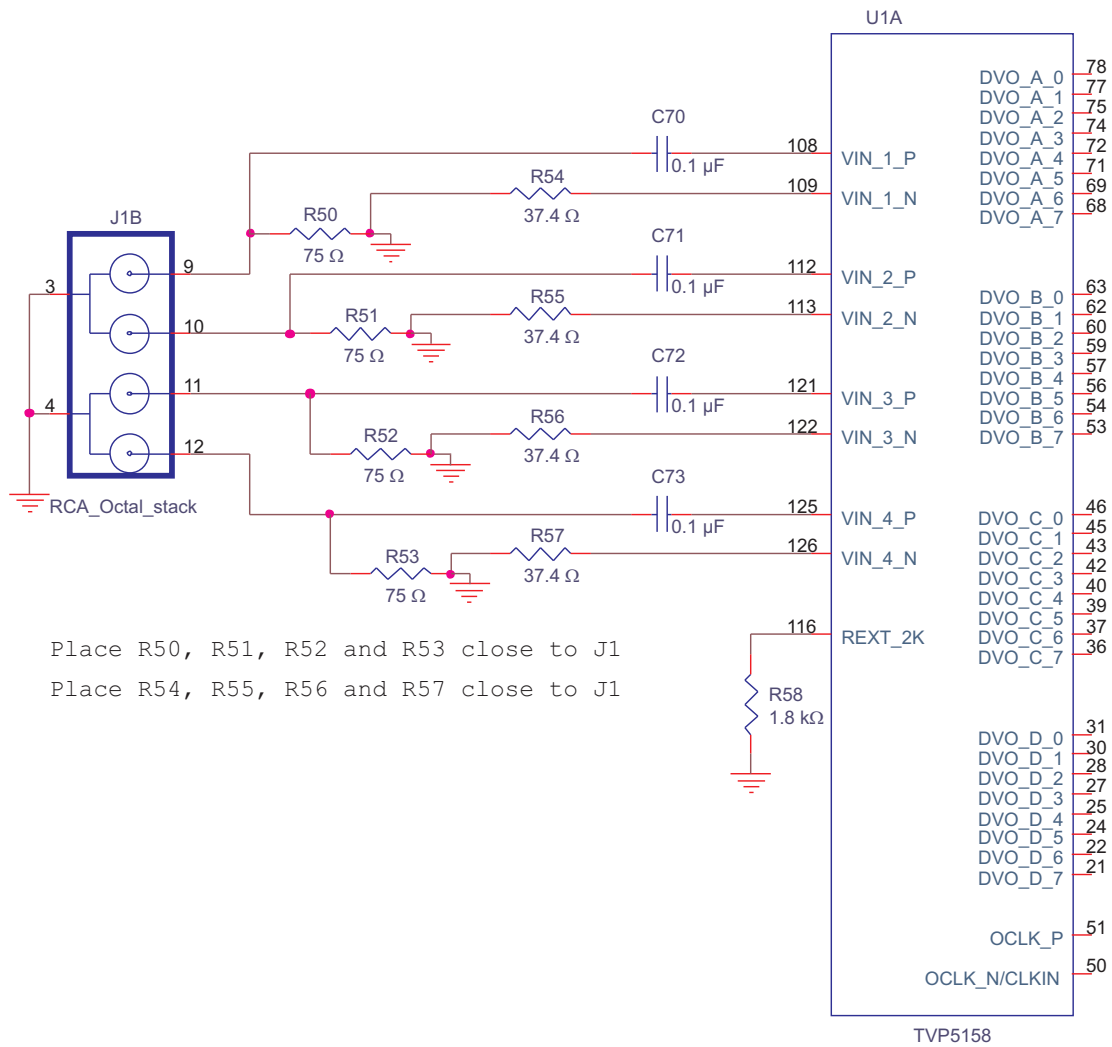 U1A
78
DVO_A_0
77
DVO_A_1
75
DVO_A_2
74
DVO_A_3
72
DVO_A_4
71
DVO_A_5
69
DVO_A_6
68
DVO_A_7
C70
0.1 µF
108
VIN_1_P
R54
37.4 Ω
109
VIN_1_N
J1B
R50
75 Ω
9
3
C71
0.1 µF
112
VIN_2_P
R55
37.4 Ω
113
VIN_2_N
10
R51
75 Ω
63
DVO_B_0
62
DVO_B_1
60
DVO_B_2
59
DVO_B_3
57
DVO_B_4
56
DVO_B_5
54
DVO_B_6
53
DVO_B_7
C72
0.1 µF
11
4
121
VIN_3_P
R56
37.4 Ω
122
VIN_3_N
R52
75 Ω
12
RCA_Octal_stack
C73
0.1 µF
125
VIN_4_P
R57
37.4 Ω
126
VIN_4_N
R53
75 Ω
46
DVO_C_0
45
DVO_C_1
43
DVO_C_2
42
DVO_C_3
40
DVO_C_4
39
DVO_C_5
37
DVO_C_6
36
DVO_C_7
116
REXT_2K
Place R50, R51, R52 and R53 close to J1
Place R54, R55, R56 and R57 close to J1
R58
1.8 kΩ
31
DVO_D_0
30
DVO_D_1
28
DVO_D_2
27
DVO_D_3
25
DVO_D_4
24
DVO_D_5
22
DVO_D_6
21
DVO_D_7
51
OCLK_P
50
OCLK_N/CLKIN
TVP5158